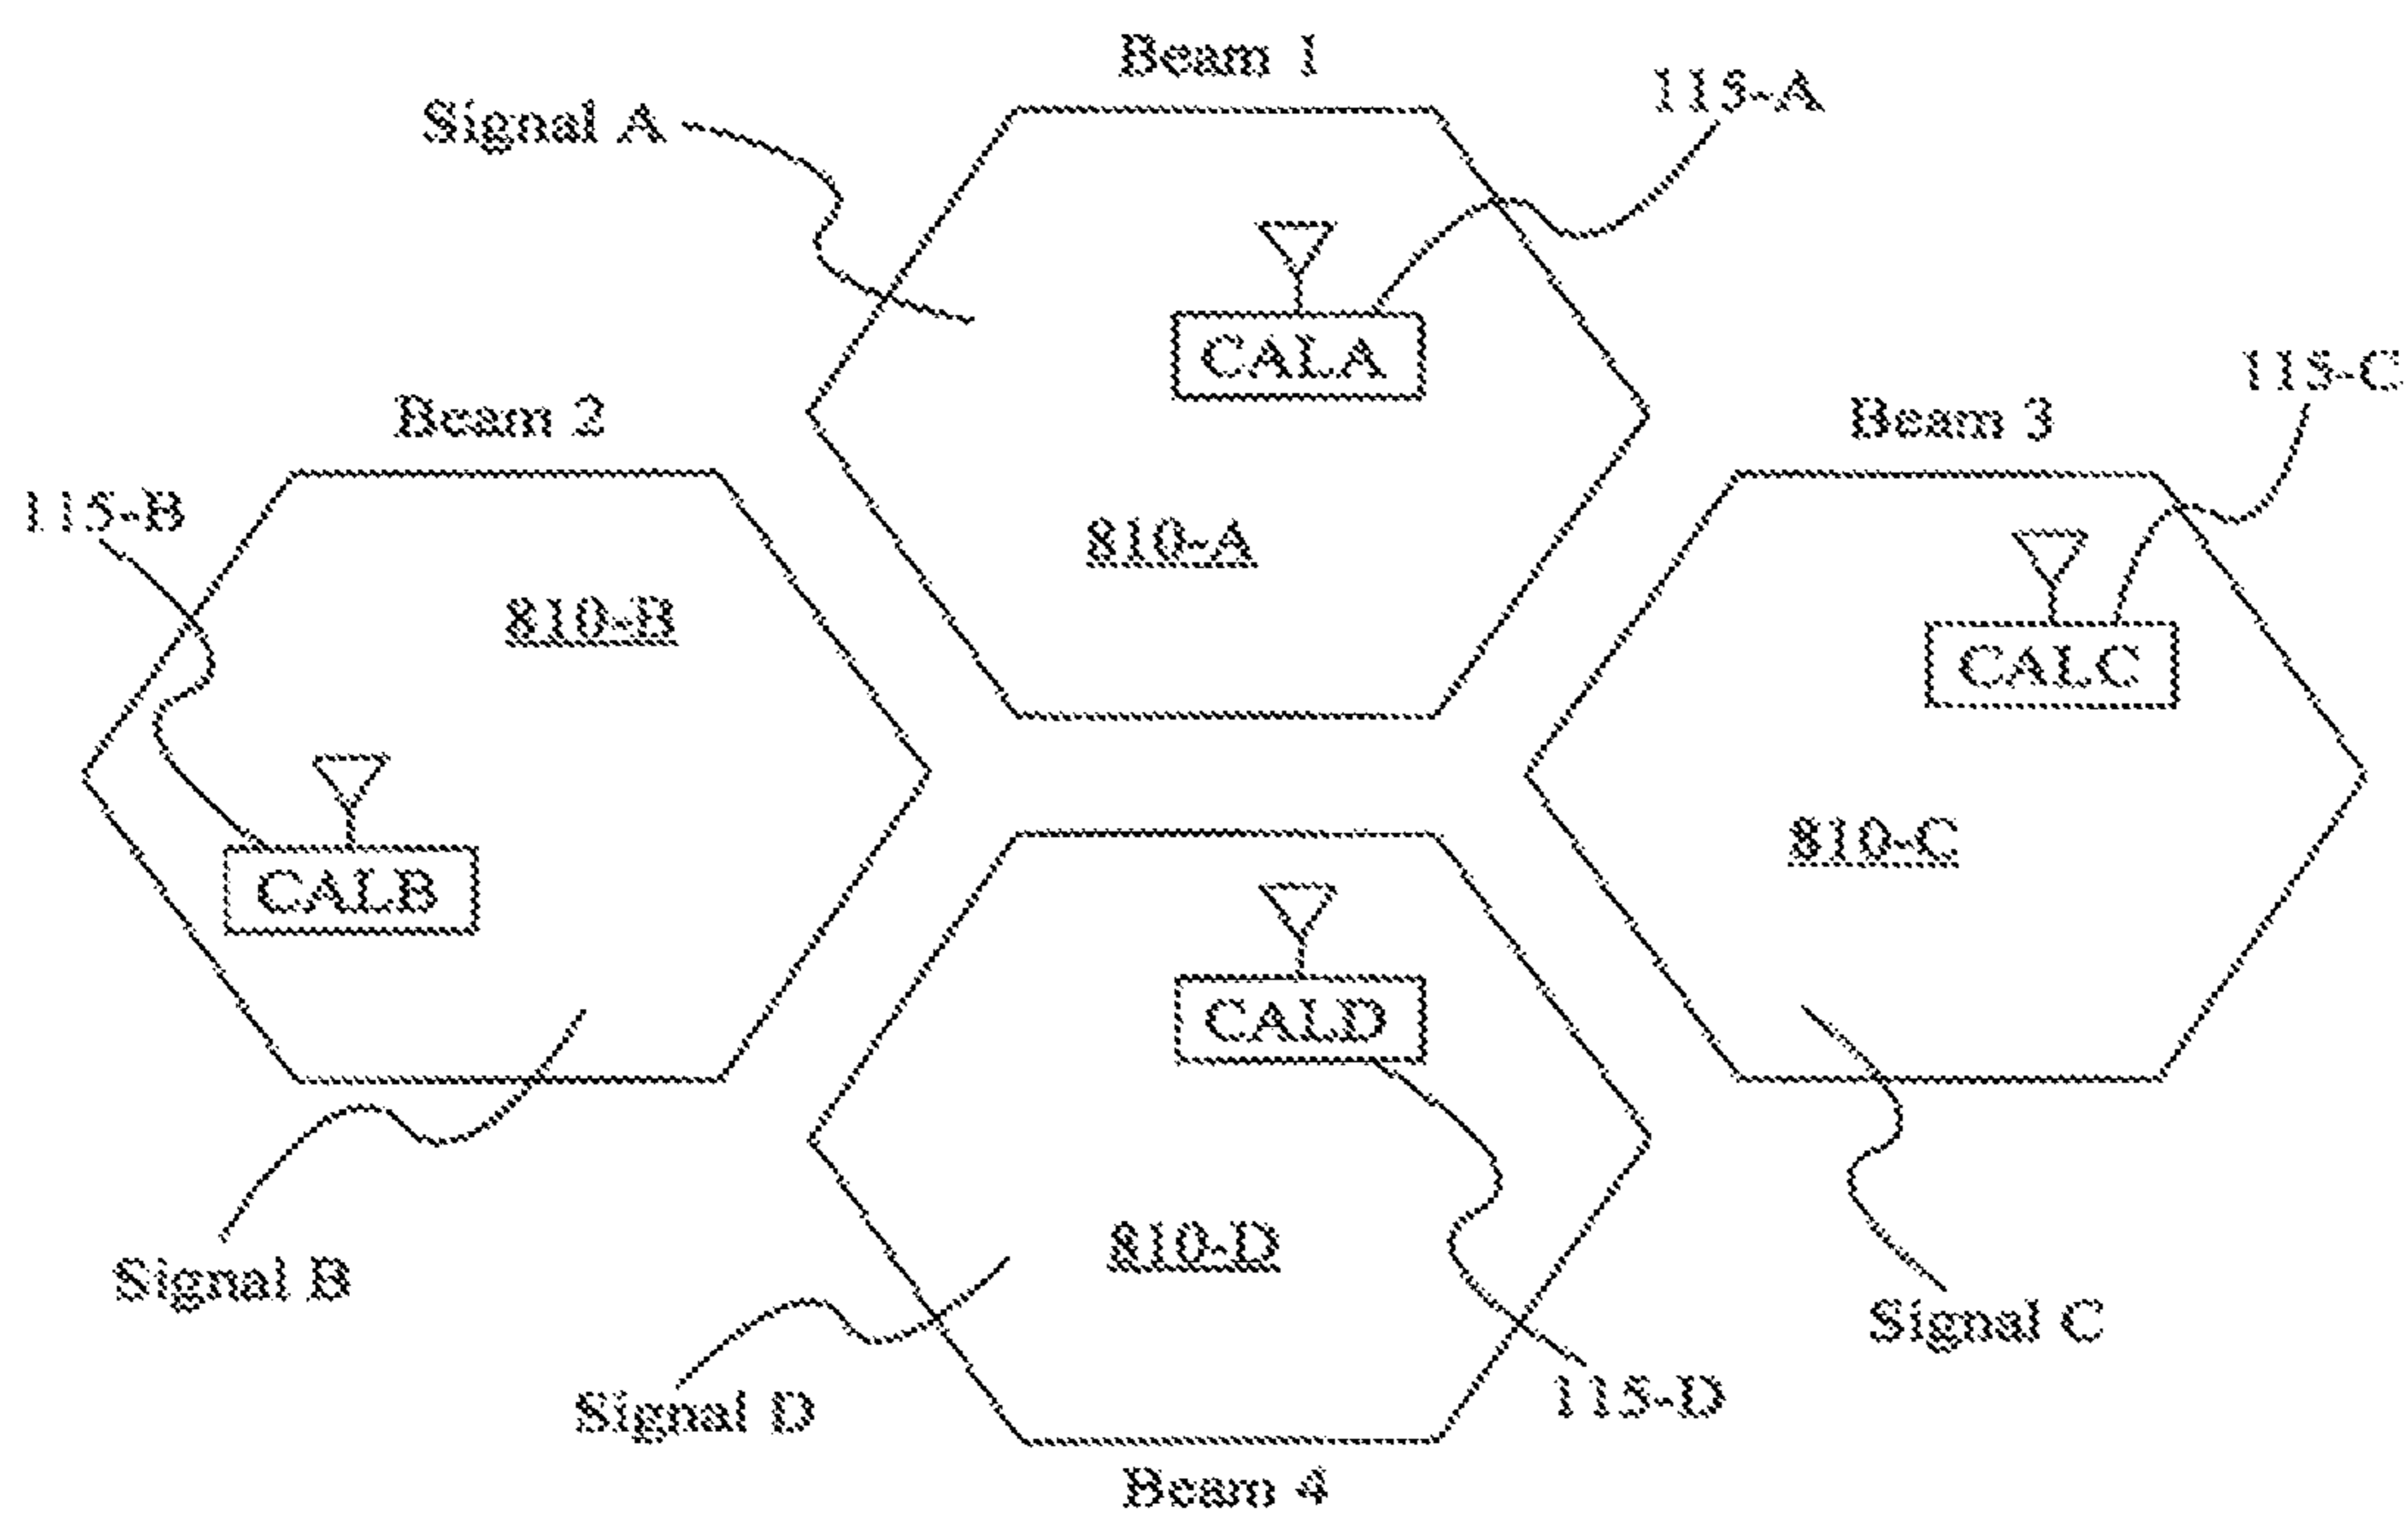 Beam 1
115-A
Signal A
CALA
115-C
Beam 2
Beam 3
115-B
810-A
810-B
CALC
810-C
CALB
CALD
810-D
Signal B
Signal C
115-D
Signal D
Beam 4